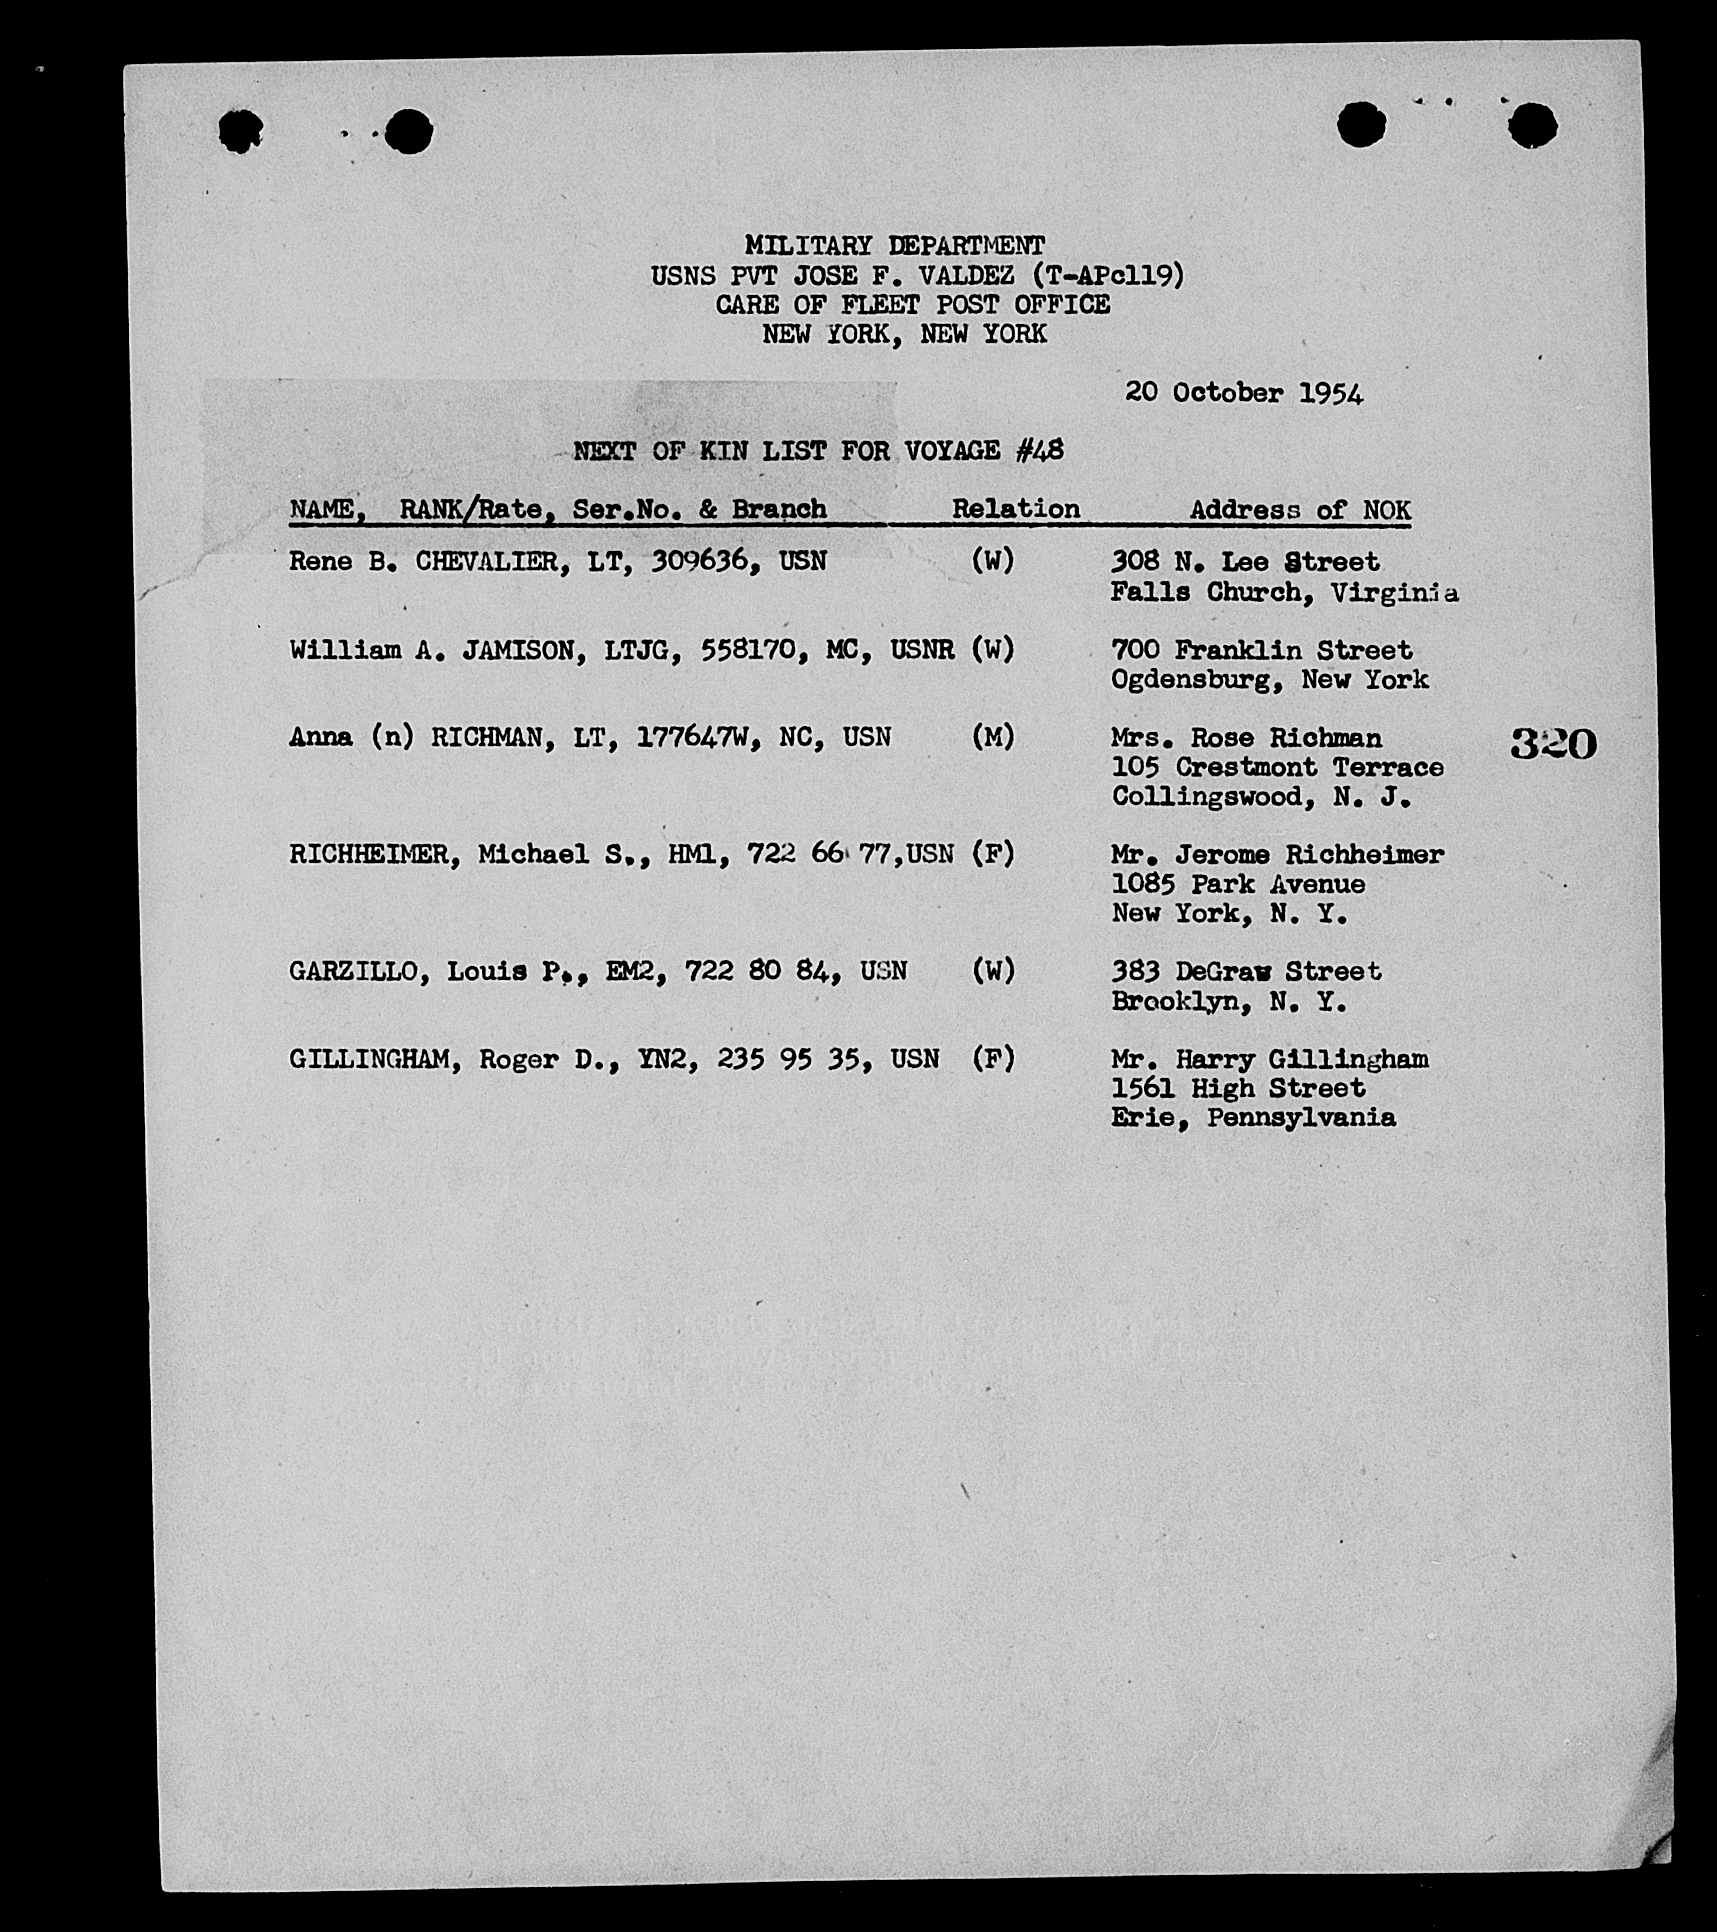 MILITARY DEPARTMENT
USNS PVT JOSE F. VALDEZ (T-APc119)
CARE OF FLEET POST OFFICE
NEW YORK, NEW YORK
20 October 1954
NEXT OF KIN LIST FOR VOYAGE #48
NAME, RANK/Rate, Ser.No. & Branch Relation Address of NOK
Rene B. CHEVALIER, LT, 309636, USN (W) 308 N. Lee Street
Falls Church, Virginia
William A. JAMISON, LTJG, 558170, MC, USNR (W) 700 Franklin Street
Ogdensburg, New York
Anna (n) RICHMAN, LT, 177647W, NC, USN (M) Mrs. Rose Richman 320
105 Crestmont Terrace
Collingswood, N. J.
RICHHEIMER, Michael S., HM1, 722 66 77,USN (F) Mr. Jerome Richheimer
1085 Park Avenue
New York, N. Y.
GARZILLO, Louis P., EM2, 722 80 84, USN (W) 383 DeGraw Street
Brooklyn, N. Y.
GILLINGHAM, Roger D., YN2, 235 95 35, USN (F) Mr. Harry Gillingham
1561 High Street
Erie, Pennsylvania